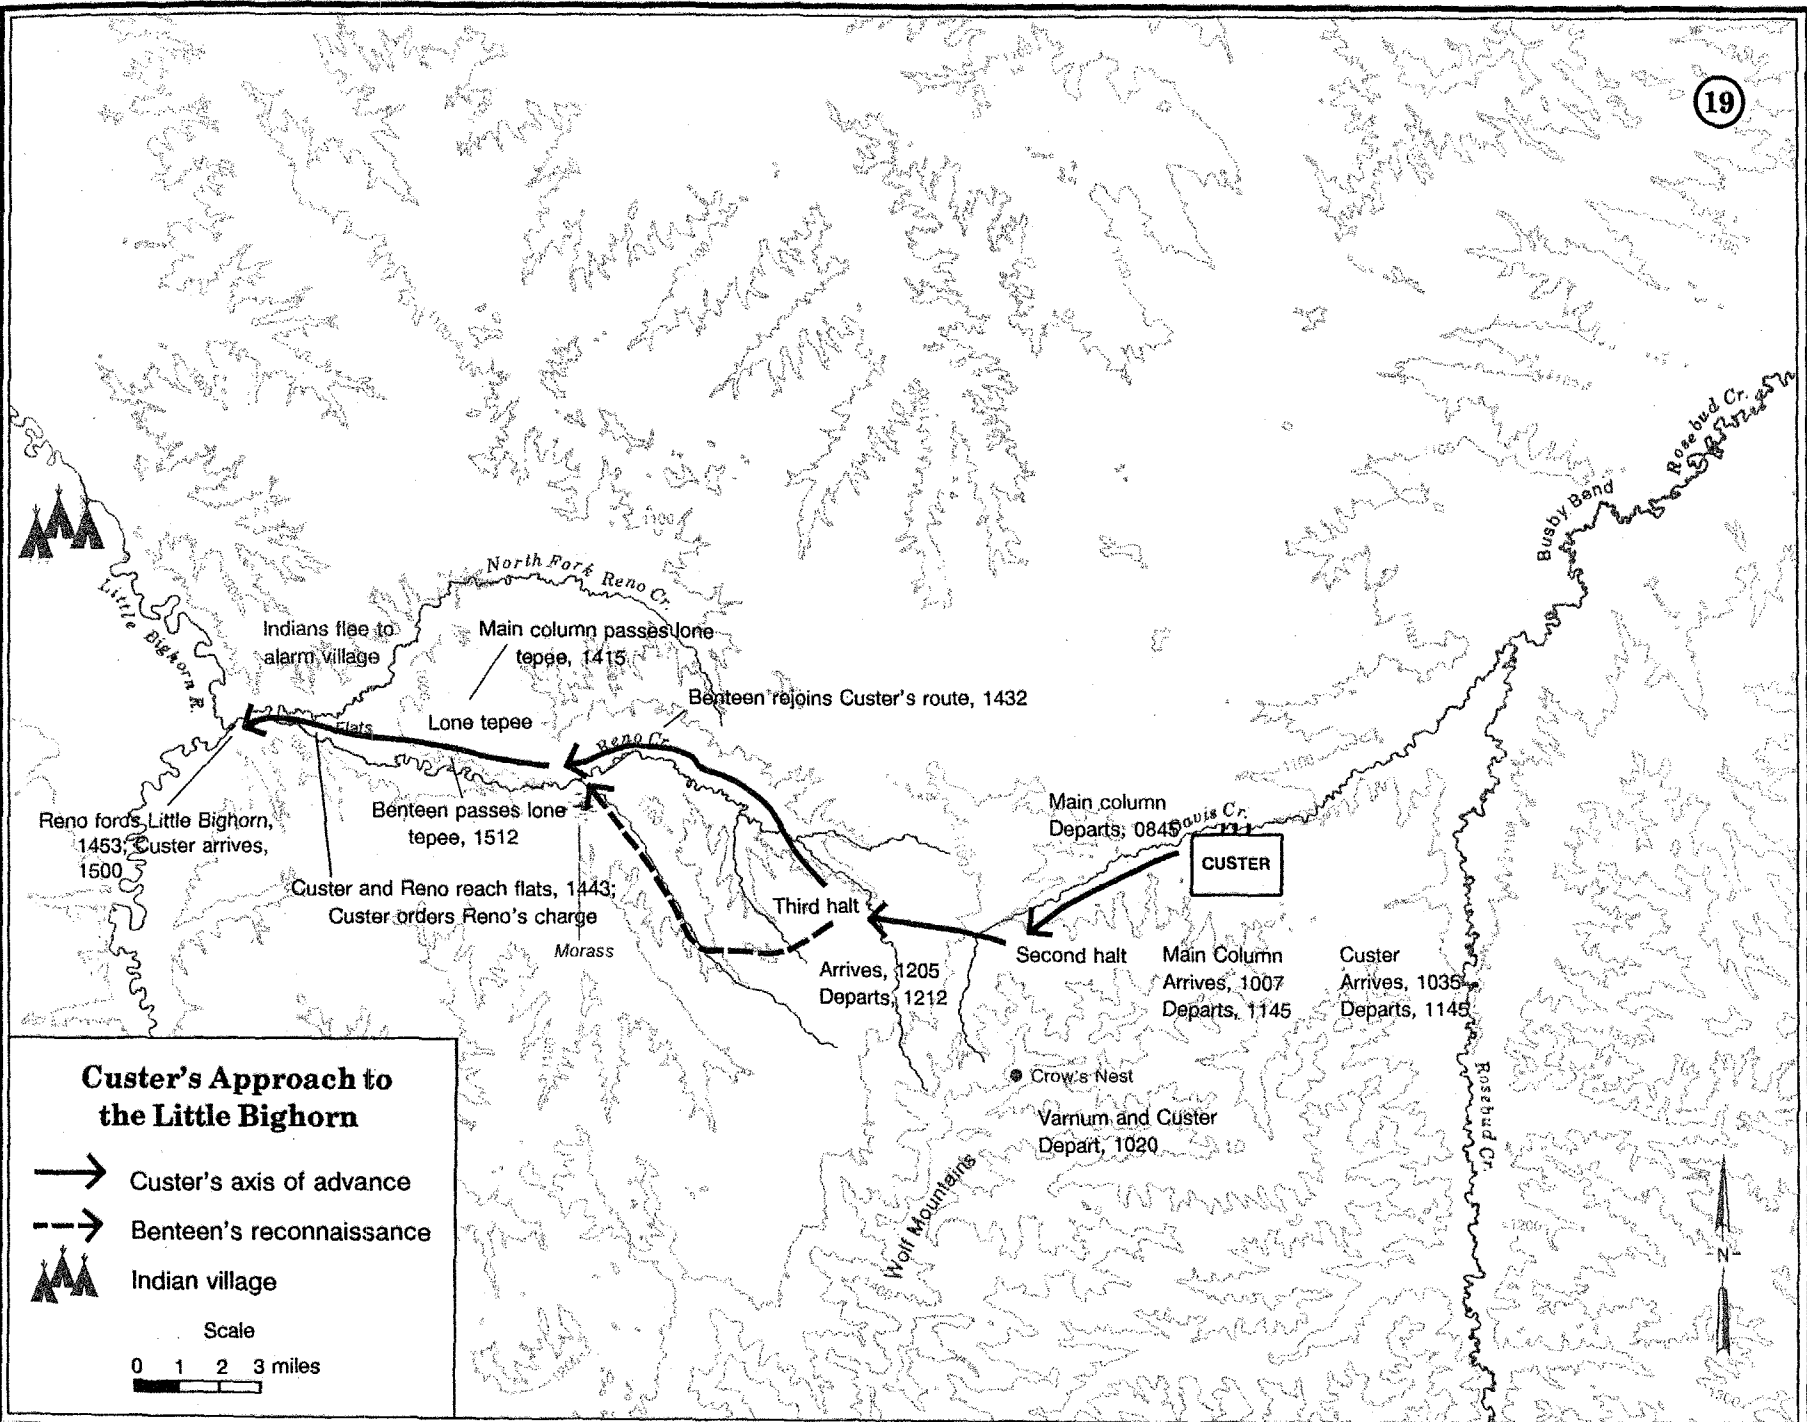 19
Rosebud Cr.
Busby Bend
North Fork Reno Cr.
Little Bighorn R.
Indians flee to
alarm village
Main column passes lone
tepee, 1415
Benteen rejoins Custer's route, 1432
Flats
Lone tepee
Reno Cr.
1100
1100
Reno fords Little Bighorn,
1453; Custer arrives,
1500
Benteen passes lone
tepee, 1512
Main column
Departs, 0845
Davis Cr.
CUSTER
Custer and Reno reach flats, 1443;
Custer orders Reno's charge
Third halt
Morass
Arrives, 1205
Departs, 1212
Second halt
Main Column
Arrives, 1007
Departs, 1145
Custer
Arrives, 1035
Departs, 1145
Crow's Nest
Varnum and Custer
Depart, 1020
Wolf Mountains
Rosebud Cr.
1200
N
Custer's Approach to
the Little Bighorn
Custer's axis of advance
Benteen's reconnaissance
Indian village
Scale
0 1 2 3 miles